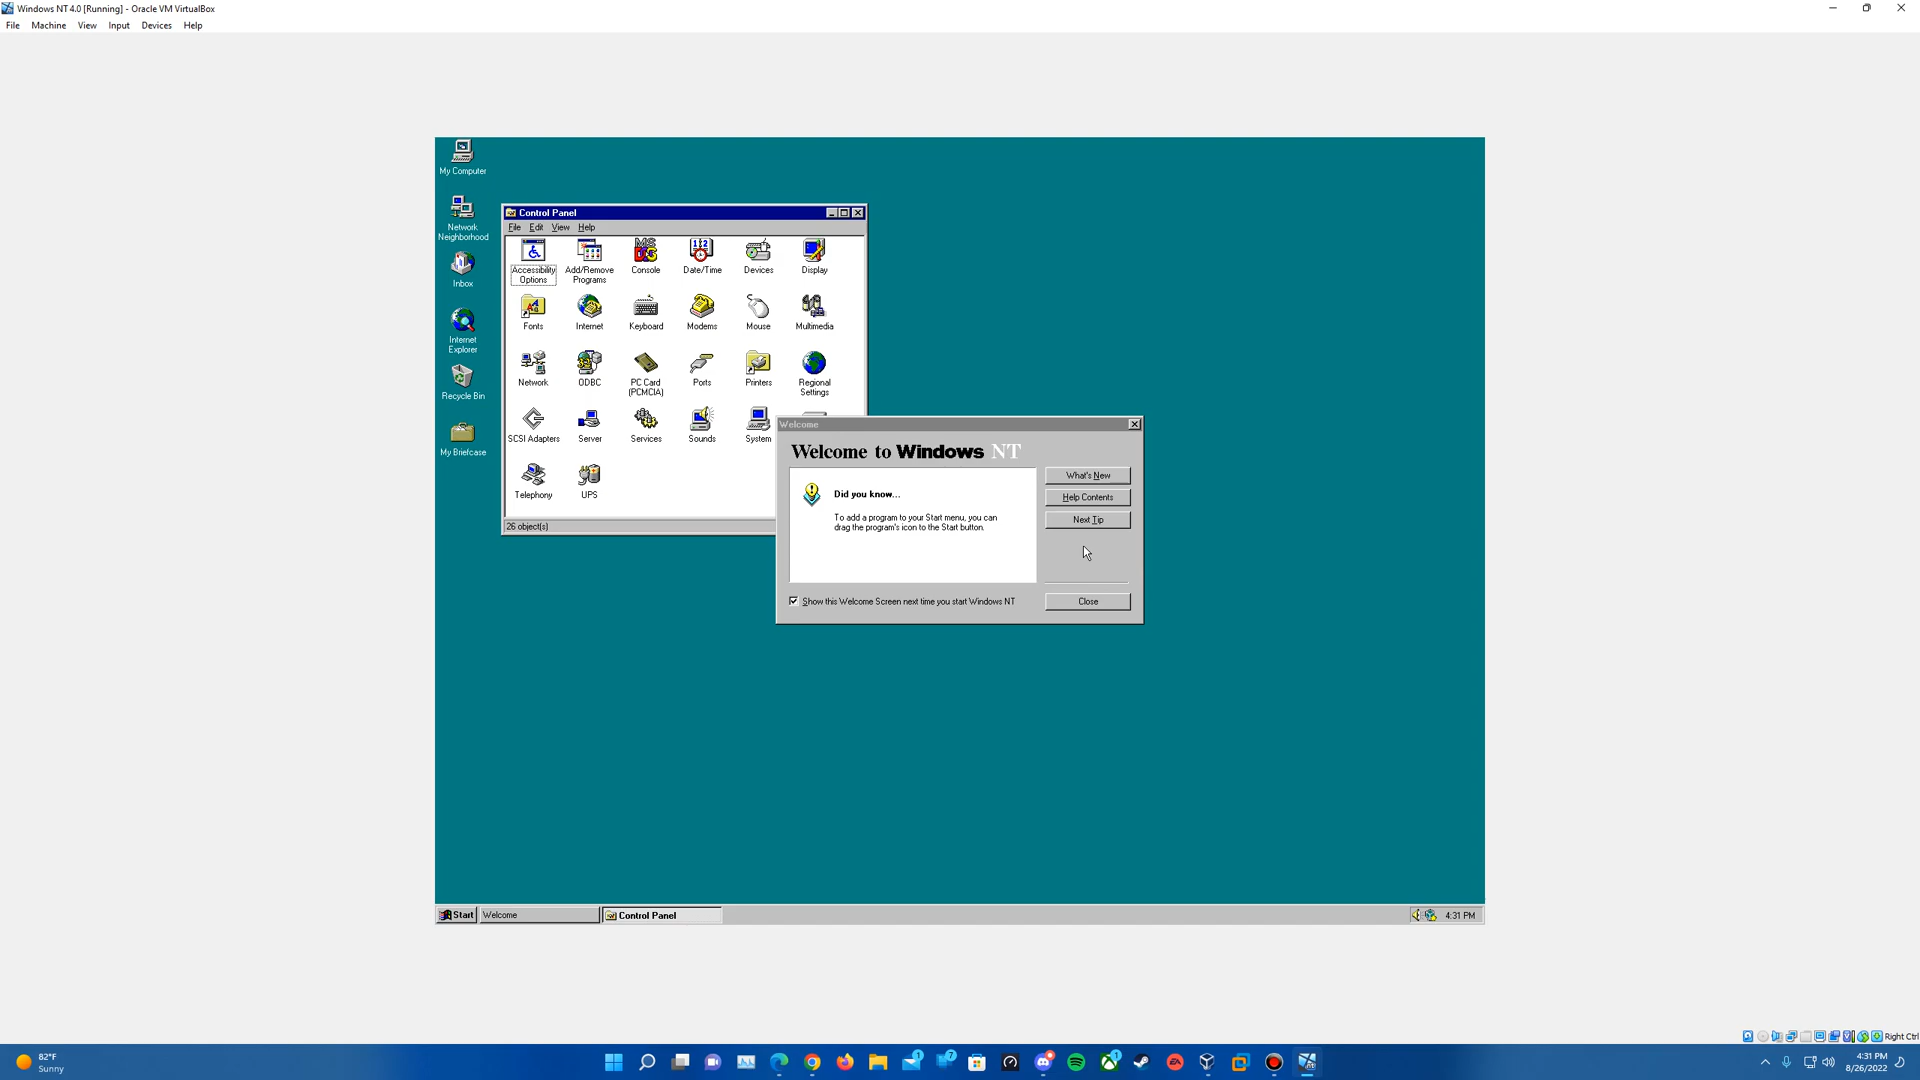 Windows NT 4.0 [Running] - Oracle VM VirtualBox
File Machine View Input Devices Help
My Computer
Network
Neighborhood
Inbox
Internet
Explorer
Recycle Bin
My Briefcase
Control Panel
File Edit View Help
Accessibility
Options
Add/Remove
Programs
Console
Date/Time
Devices
Display
Fonts
Internet
Keyboard
Modems
Mouse
Multimedia
Network
ODBC
PC Card
(PCMCIA)
Ports
Printers
Regional
Settings
SCSI Adapters
Server
Services
Sounds
System
Telephony
UPS
26 object(s)
Welcome
Welcome to Windows NT
Did you know...
To add a program to your Start menu, you can
drag the program's icon to the Start button.
What's New
Help Contents
Next Tip
Show this Welcome Screen next time you start Windows NT
Close
Start Welcome Control Panel 4:31 PM
Right Ctrl
82°F
Sunny
4:31 PM
8/26/2022